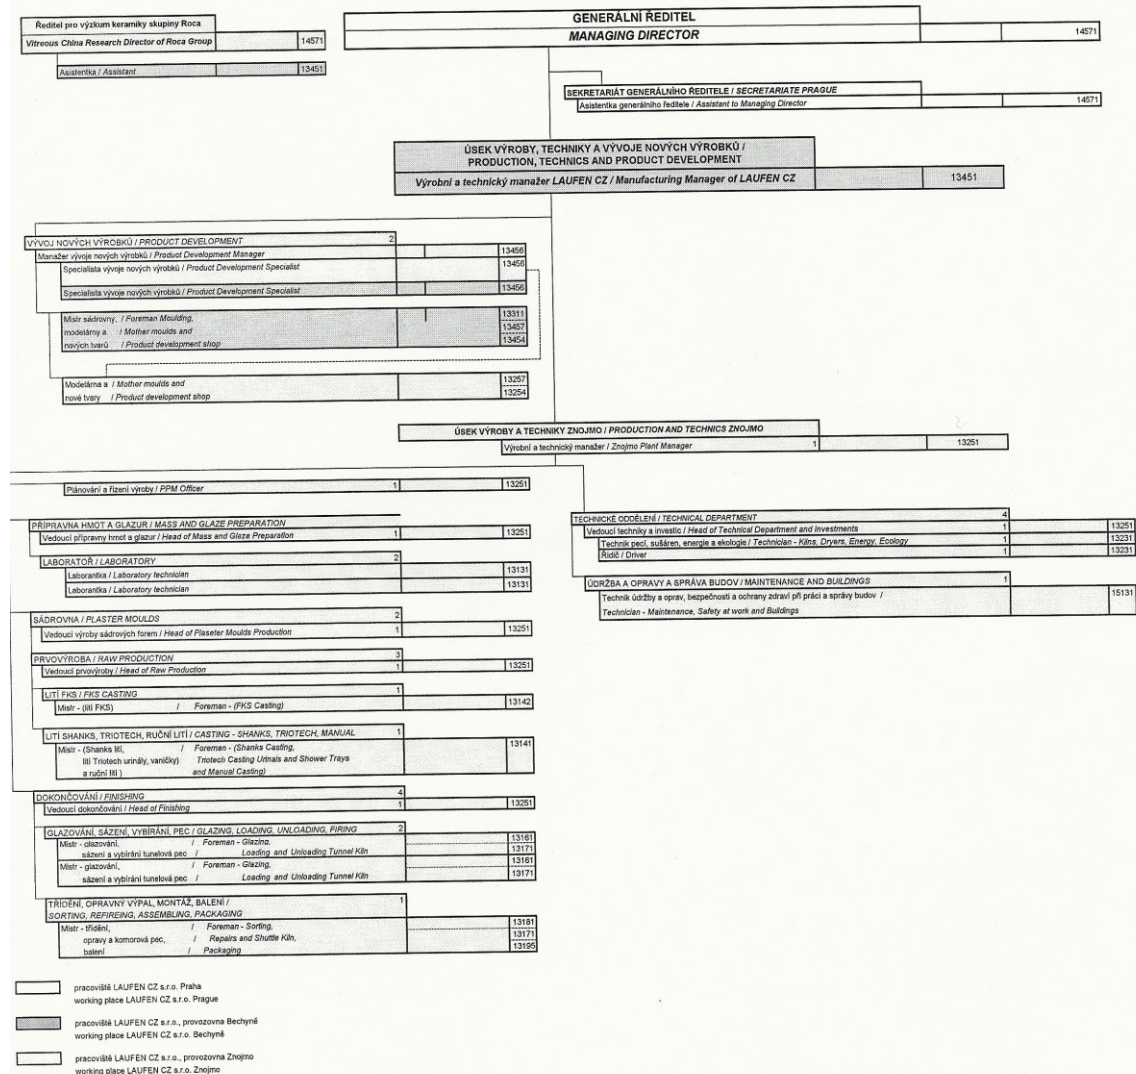 Ředitel pro výzkum keramiky skupiny Roca
Vitreous China Research Director of Roca Group 14571
Asistentka / Assistant 13451
GENERÁLNÍ ŘEDITEL
MANAGING DIRECTOR 14571
SEKRETARIÁT GENERÁLNÍHO ŘEDITELE / SECRETARIATE PRAGUE
Asistentka generálního ředitele / Assistant to Managing Director 14571
ÚSEK VÝROBY, TECHNIKY A VÝVOJE NOVÝCH VÝROBKŮ /
PRODUCTION, TECHNICS AND PRODUCT DEVELOPMENT
Výrobní a technický manažer LAUFEN CZ / Manufacturing Manager of LAUFEN CZ 13451
VÝVOJ NOVÝCH VÝROBKŮ / PRODUCT DEVELOPMENT 2
Manažer vývoje nových výrobků / Product Development Manager 13456
Specialista vývoje nových výrobků / Product Development Specialist 13456
Specialista vývoje nových výrobků / Product Development Specialist 13456
Mistr sádrovny, / Foreman Moulding, 13311
modelárny a / Mother moulds and 13457
nových tvarů / Product development shop 13454
Modelárna a / Mother moulds and 13257
nové tvary / Product development shop 13254
ÚSEK VÝROBY A TECHNIKY ZNOJMO / PRODUCTION AND TECHNICS ZNOJMO
Výrobní a technický manažer / Znojmo Plant Manager 1 13251
Plánování a řízení výroby / PPM Officer 1 13251
PŘÍPRAVNA HMOT A GLAZUR / MASS AND GLAZE PREPARATION
Vedoucí přípravny hmot a glazur / Head of Mass and Glaze Preparation 1 13251
LABORATOŘ / LABORATORY 2
Laborantka / Laboratory technician 13131
Laborantka / Laboratory technician 13131
SÁDROVNA / PLASTER MOULDS 2
Vedoucí výroby sádrových forem / Head of Plaseter Moulds Production 1 13251
PRVOVÝROBA / RAW PRODUCTION 3
Vedoucí prvovýroby / Head of Raw Production 1 13251
LITÍ FKS / FKS CASTING 1
Mistr - (lití FKS) / Foreman - (FKS Casting) 13142
LITÍ SHANKS, TRIOTECH, RUČNÍ LITÍ / CASTING - SHANKS, TRIOTECH, MANUAL 1
Mistr - (Shanks lití, / Foreman - (Shanks Casting, 13141
lití Triotech urinály, vaničky) Triotech Casting Urinals and Shower Trays
a ruční lití ) and Manual Casting)
DOKONČOVÁNÍ / FINISHING 4
Vedoucí dokončování / Head of Finishing 1 13251
GLAZOVÁNÍ, SÁZENÍ, VYBÍRÁNÍ, PEC / GLAZING, LOADING, UNLOADING, FIRING 2
Mistr - glazování, / Foreman - Glazing, 13161
sázení a vybírání tunelová pec / Loading and Unloading Tunnel Kiln 13171
Mistr - glazování, / Foreman - Glazing, 13161
sázení a vybírání tunelová pec / Loading and Unloading Tunnel Kiln 13171
TŘÍDĚNÍ, OPRAVNÝ VÝPAL, MONTÁŽ, BALENÍ / 1
SORTING, REFIREING, ASSEMBLING, PACKAGING
Mistr - třídění, / Foreman - Sorting, 13181
opravy a komorová pec, / Repairs and Shuttle Kiln, 13171
balení / Packaging 13195
TECHNICKÉ ODDĚLENÍ / TECHNICAL DEPARTMENT 4
Vedoucí techniky a investic / Head of Technical Department and Investments 1 13251
Technik pecí, sušáren, energie a ekologie / Technician - Kilns, Dryers, Energy, Ecology 1 13231
Řidič / Driver 1 13231
ÚDRŽBA A OPRAVY A SPRÁVA BUDOV / MAINTENANCE AND BUILDINGS 1
Technik údržby a oprav, bezpečnosti a ochrany zdraví při práci a správy budov / 15131
Technician - Maintenance, Safety at work and Buildings
pracoviště LAUFEN CZ s.r.o. Praha
working place LAUFEN CZ s.r.o. Prague
pracoviště LAUFEN CZ s.r.o., provozovna Bechyně
working place LAUFEN CZ s.r.o. Bechyně
pracoviště LAUFEN CZ s.r.o., provozovna Znojmo
working place LAUFEN CZ s.r.o. Znojmo